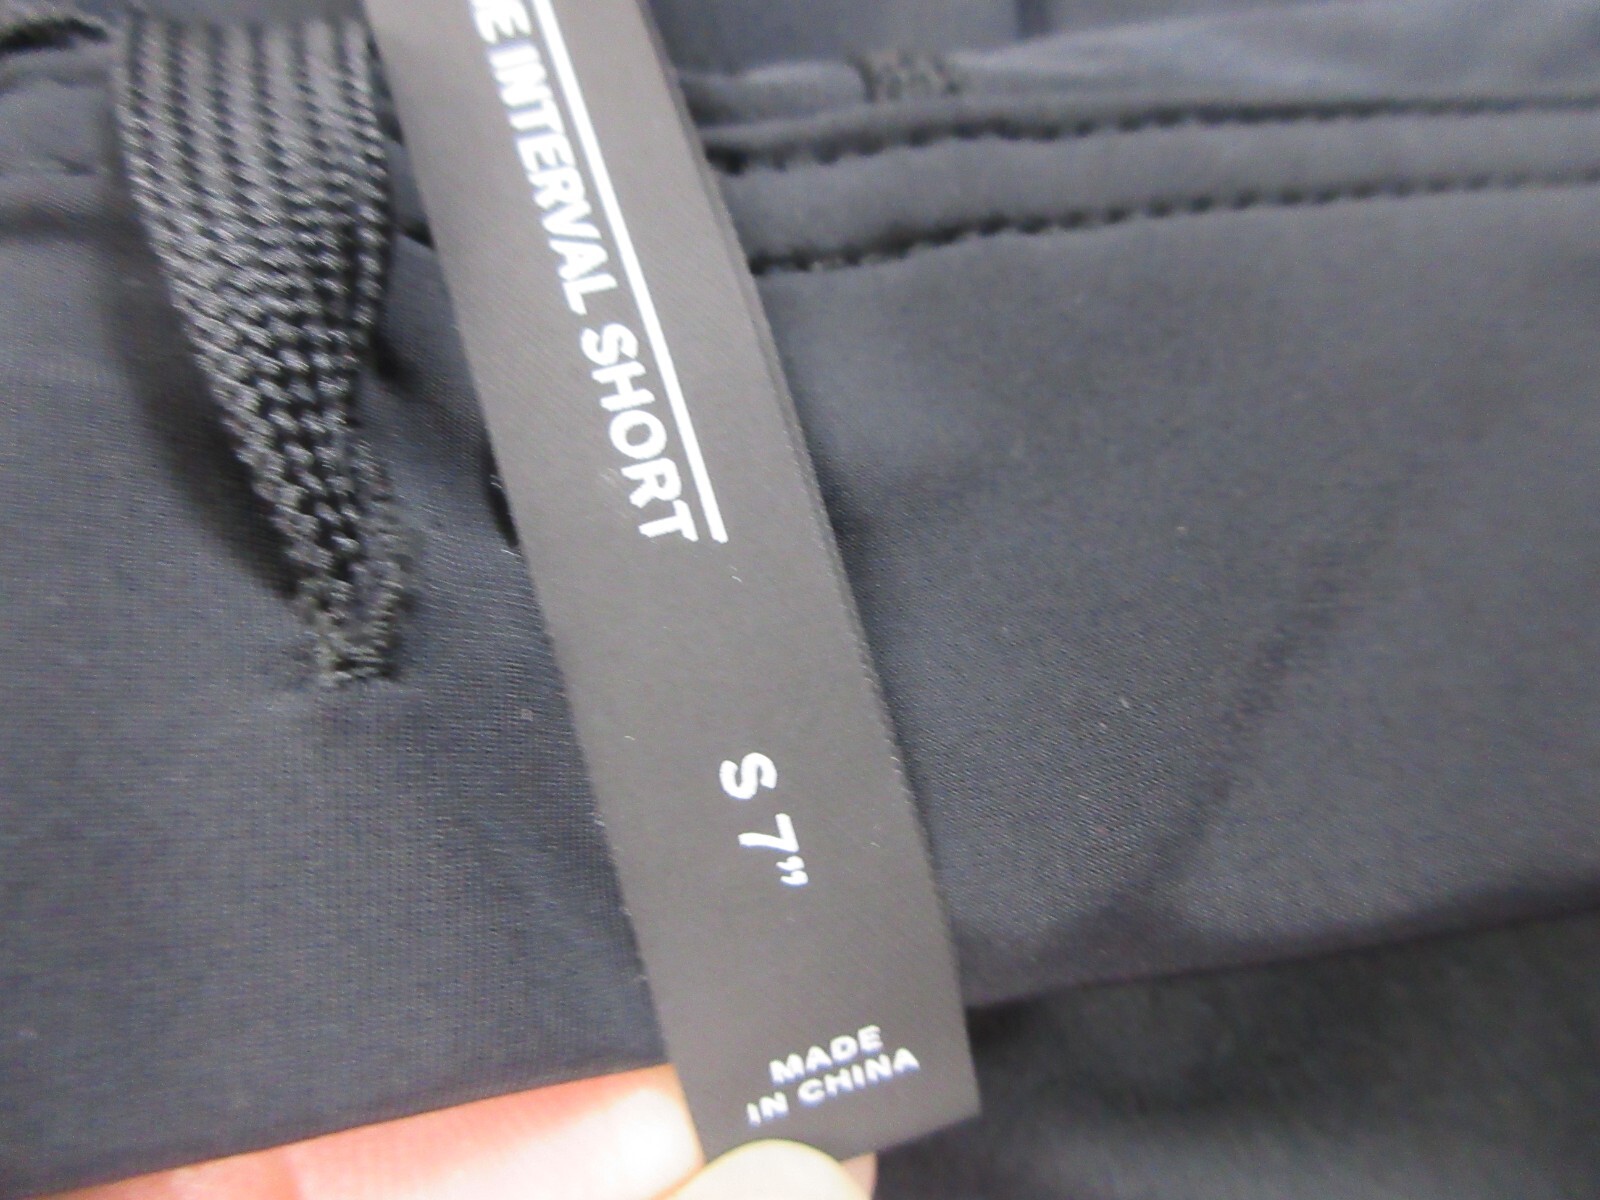 INTERVAL SHORT
S 7"
MADE
IN CHINA